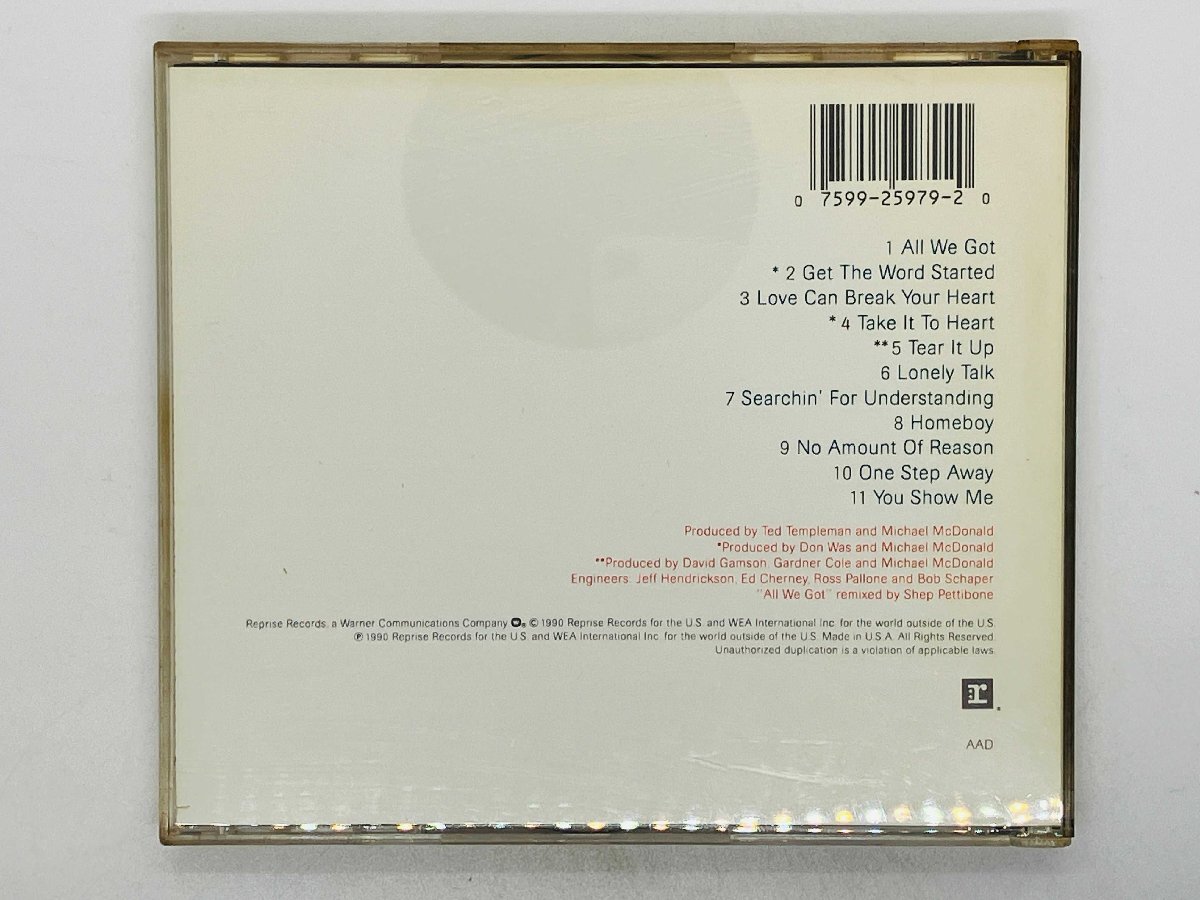 0 7599-25979-2 0
1 All We Got
* 2 Get The Word Started
3 Love Can Break Your Heart
* 4 Take It To Heart
**5 Tear It Up
6 Lonely Talk
7 Searchin' For Understanding
8 Homeboy
9 No Amount Of Reason
10 One Step Away
11 You Show Me
Produced by Ted Templeman and Michael McDonald
*Produced by Don Was and Michael McDonald
**Produced by David Gamson, Gardner Cole and Michael McDonald
Engineers: Jeff Hendrickson, Ed Cherney, Ross Pallone and Bob Schaper
"All We Got" remixed by Shep Pettibone
Reprise Records, a Warner Communications Company ® © 1990 Reprise Records for the U.S. and WEA International Inc. for the world outside of the U.S.
℗ 1990 Reprise Records for the U.S. and WEA International Inc. for the world outside of the U.S. Made in U.S.A. All Rights Reserved.
Unauthorized duplication is a violation of applicable laws.
r
AAD